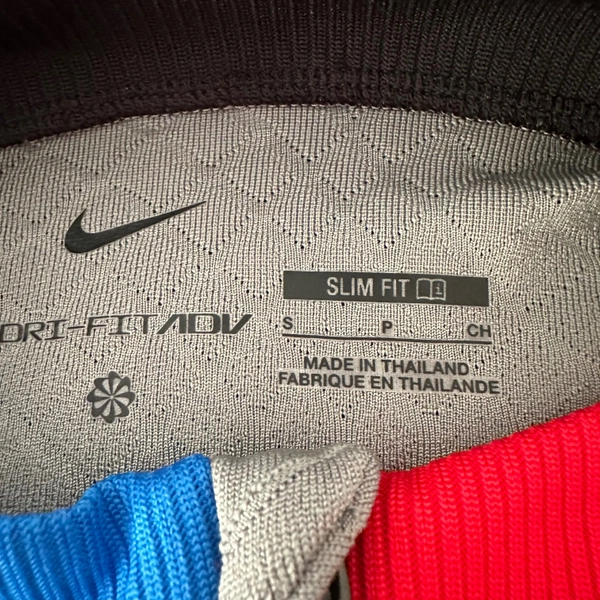 SLIM FIT
DRI-FIT ADV
S P CH
MADE IN THAILAND
FABRIQUE EN THAILANDE